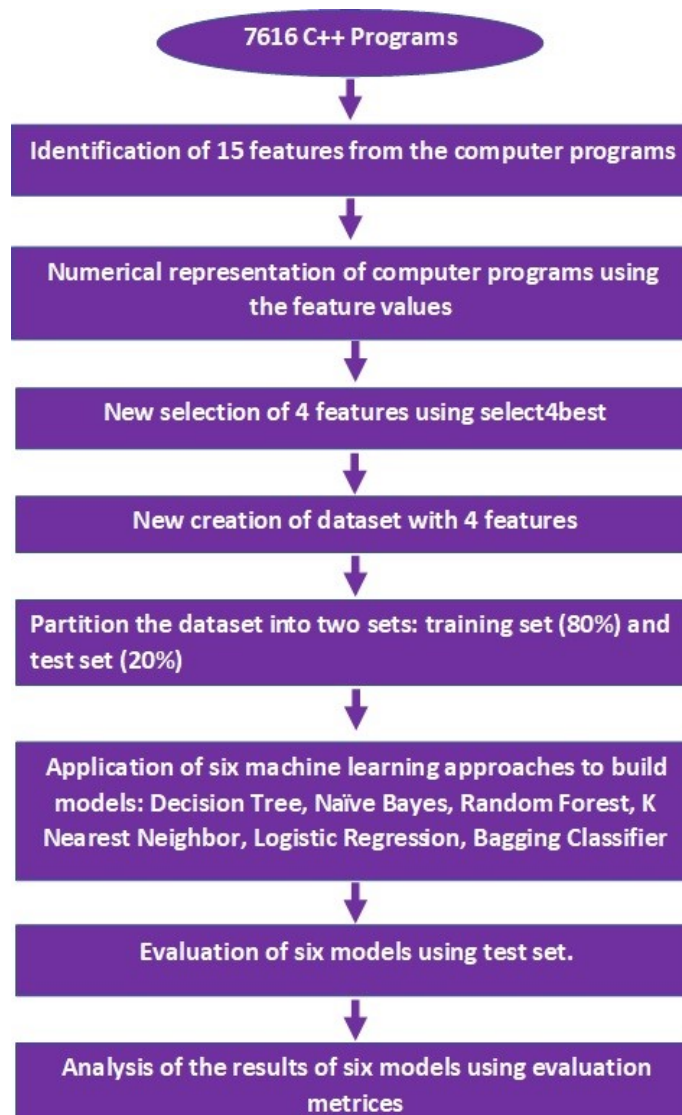 7616 C++ Programs
Identification of 15 features from the computer programs
Numerical representation of computer programs using
the feature values
New selection of 4 features using select4best
New creation of dataset with 4 features
Partition the dataset into two sets: training set (80%) and
test set (20%)
Application of six machine learning approaches to build
models: Decision Tree, Naïve Bayes, Random Forest, K
Nearest Neighbor, Logistic Regression, Bagging Classifier
Evaluation of six models using test set.
Analysis of the results of six models using evaluation
metrices